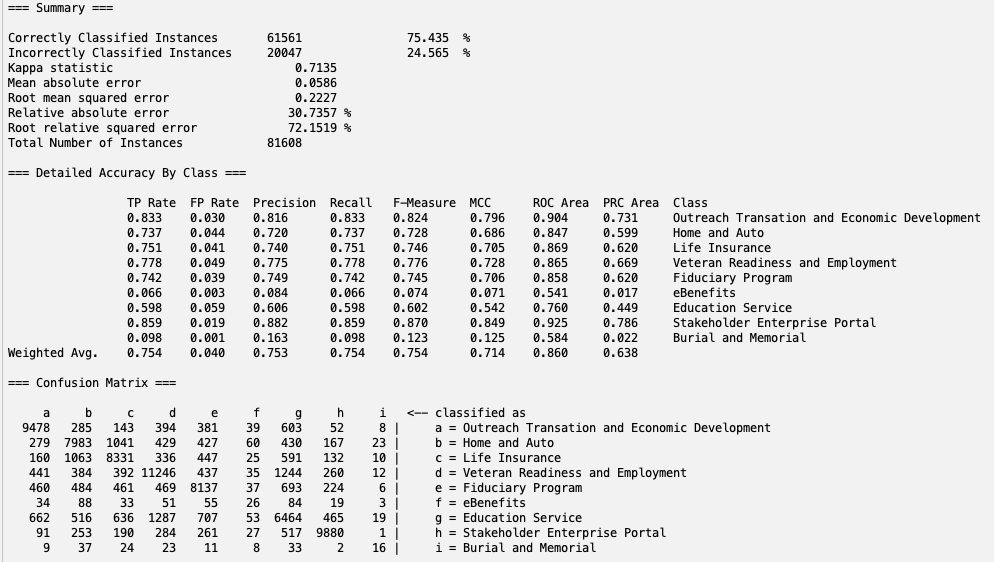 === Summary ===
Correctly Classified Instances 61561 75.435 %
Incorrectly Classified Instances 20047 24.565 %
Kappa statistic 0.7135
Mean absolute error 0.0586
Root mean squared error 0.2227
Relative absolute error 30.7357 %
Root relative squared error 72.1519 %
Total Number of Instances 81608
=== Detailed Accuracy By Class ===
TP Rate FP Rate Precision Recall F-Measure MCC ROC Area PRC Area Class
0.833 0.030 0.816 0.833 0.824 0.796 0.904 0.731 Outreach Transation and Economic Development
0.737 0.044 0.720 0.737 0.728 0.686 0.847 0.599 Home and Auto
0.751 0.041 0.740 0.751 0.746 0.705 0.869 0.620 Life Insurance
0.778 0.049 0.775 0.778 0.776 0.728 0.865 0.669 Veteran Readiness and Employment
0.742 0.039 0.749 0.742 0.745 0.706 0.858 0.620 Fiduciary Program
0.066 0.003 0.084 0.066 0.074 0.071 0.541 0.017 eBenefits
0.598 0.059 0.606 0.598 0.602 0.542 0.760 0.449 Education Service
0.859 0.019 0.882 0.859 0.870 0.849 0.925 0.786 Stakeholder Enterprise Portal
0.098 0.001 0.163 0.098 0.123 0.125 0.584 0.022 Burial and Memorial
Weighted Avg. 0.754 0.040 0.753 0.754 0.754 0.714 0.860 0.638
=== Confusion Matrix ===
a b c d e f g h i <-- classified as
9478 285 143 394 381 39 603 52 8 | a = Outreach Transation and Economic Development
279 7983 1041 429 427 60 430 167 23 | b = Home and Auto
160 1063 8331 336 447 25 591 132 10 | c = Life Insurance
441 384 392 11246 437 35 1244 260 12 | d = Veteran Readiness and Employment
460 484 461 469 8137 37 693 224 6 | e = Fiduciary Program
34 88 33 51 55 26 84 19 3 | f = eBenefits
662 516 636 1287 707 53 6464 465 19 | g = Education Service
91 253 190 284 261 27 517 9880 1 | h = Stakeholder Enterprise Portal
9 37 24 23 11 8 33 2 16 | i = Burial and Memorial